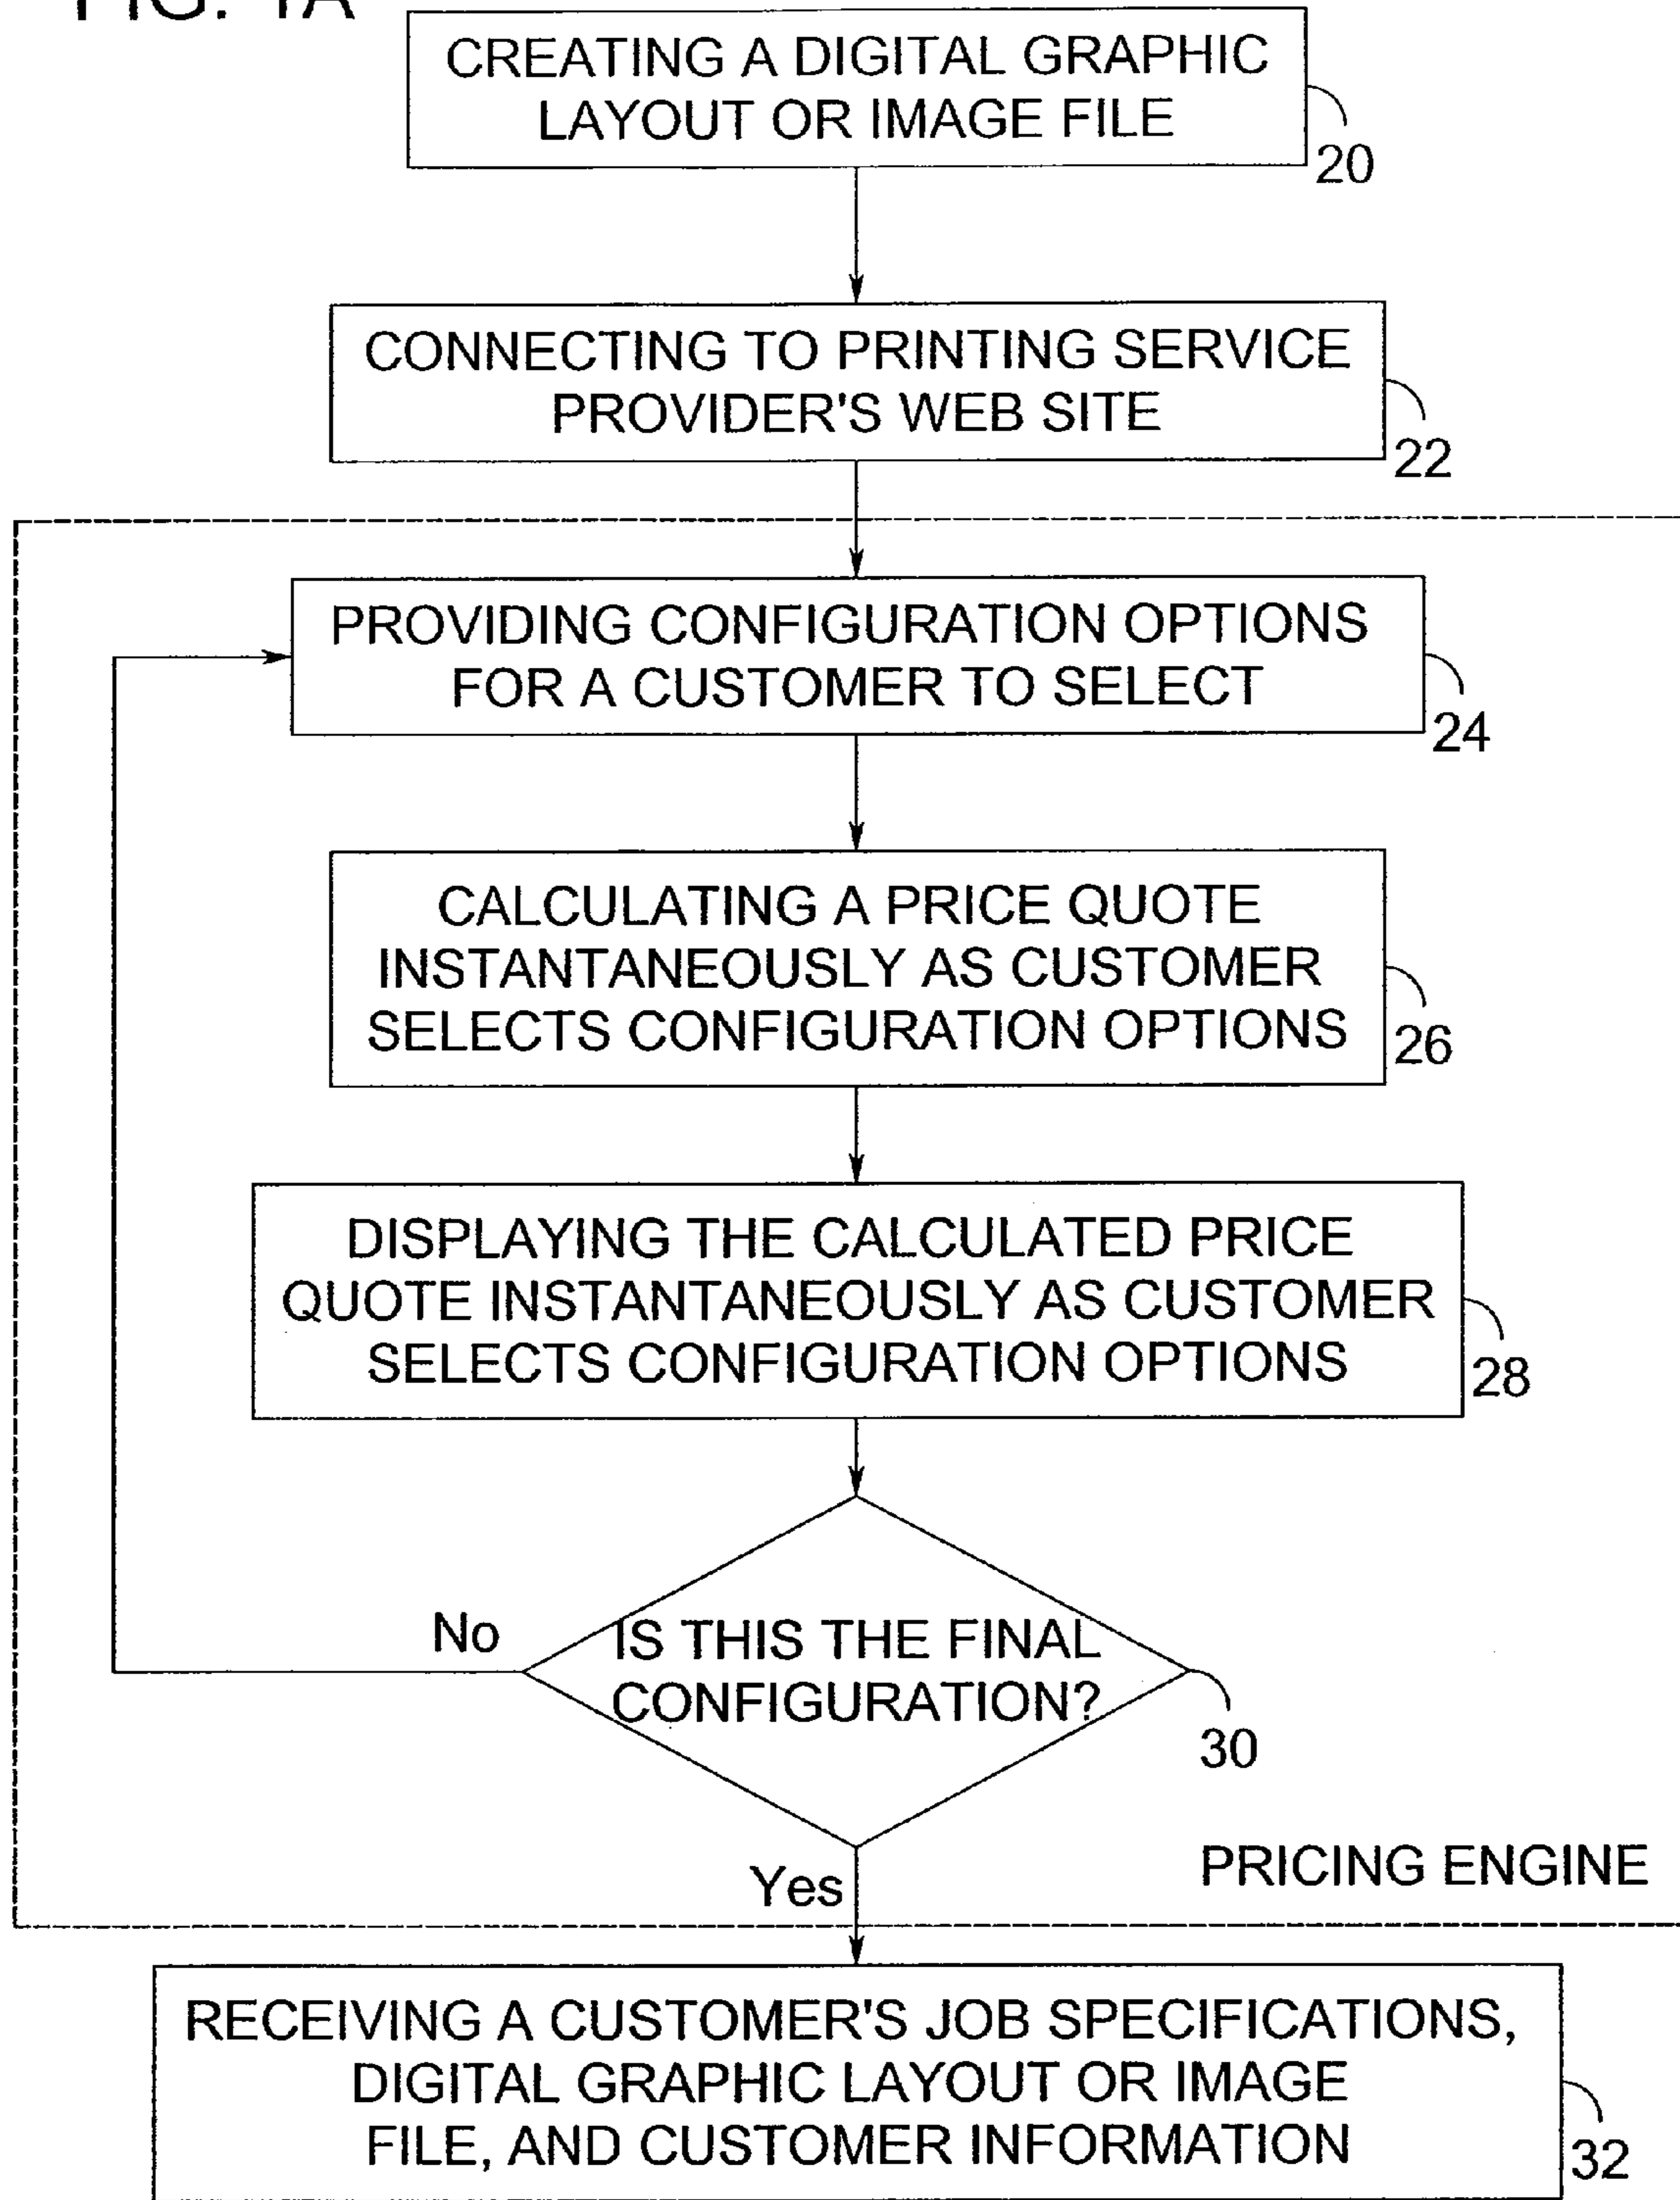 FIG. 1A
CREATING A DIGITAL GRAPHIC
LAYOUT OR IMAGE FILE
20
CONNECTING TO PRINTING SERVICE
PROVIDER'S WEB SITE
22
PROVIDING CONFIGURATION OPTIONS
FOR A CUSTOMER TO SELECT
24
CALCULATING A PRICE QUOTE
INSTANTANEOUSLY AS CUSTOMER
SELECTS CONFIGURATION OPTIONS
26
DISPLAYING THE CALCULATED PRICE
QUOTE INSTANTANEOUSLY AS CUSTOMER
SELECTS CONFIGURATION OPTIONS
28
No
IS THIS THE FINAL
CONFIGURATION?
30
Yes
PRICING ENGINE
RECEIVING A CUSTOMER'S JOB SPECIFICATIONS,
DIGITAL GRAPHIC LAYOUT OR IMAGE
FILE, AND CUSTOMER INFORMATION
32